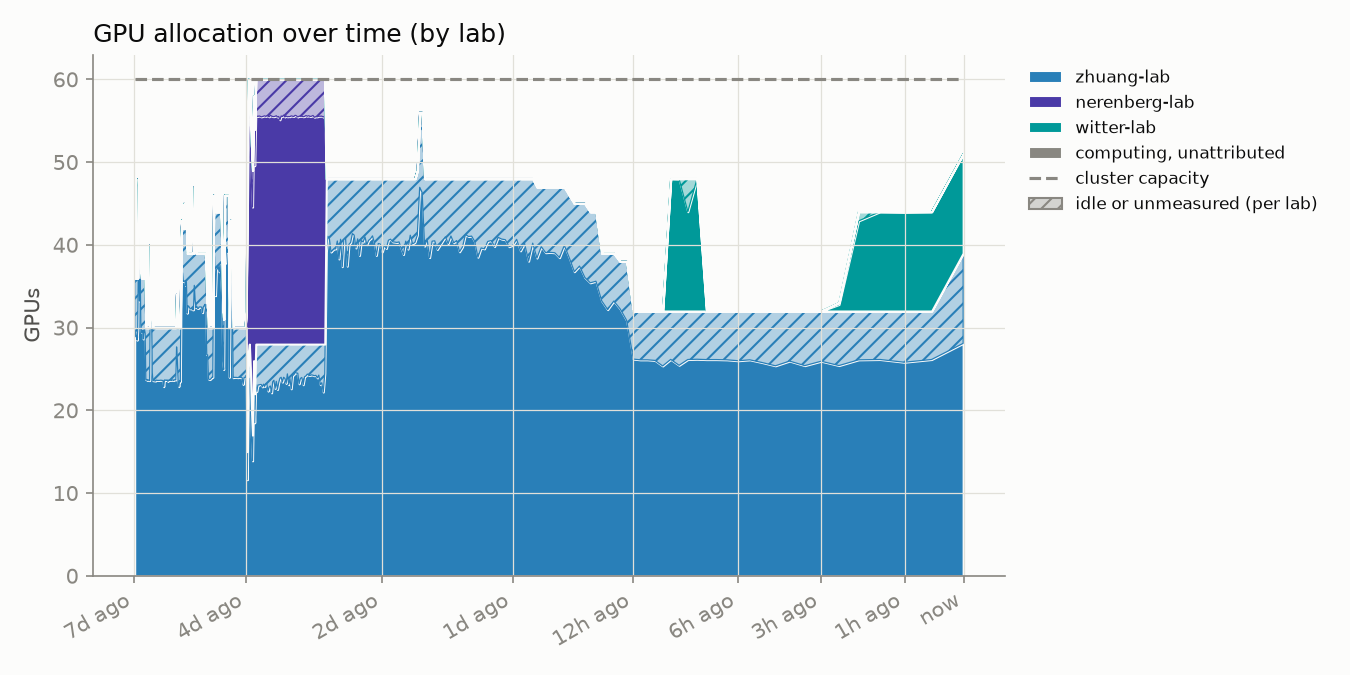 GPU allocation over time (by lab)
GPUs
60
50
40
30
20
10
0
7d ago
4d ago
2d ago
1d ago
12h ago
6h ago
3h ago
1h ago
now
zhuang-lab
nerenberg-lab
witter-lab
computing, unattributed
cluster capacity
idle or unmeasured (per lab)